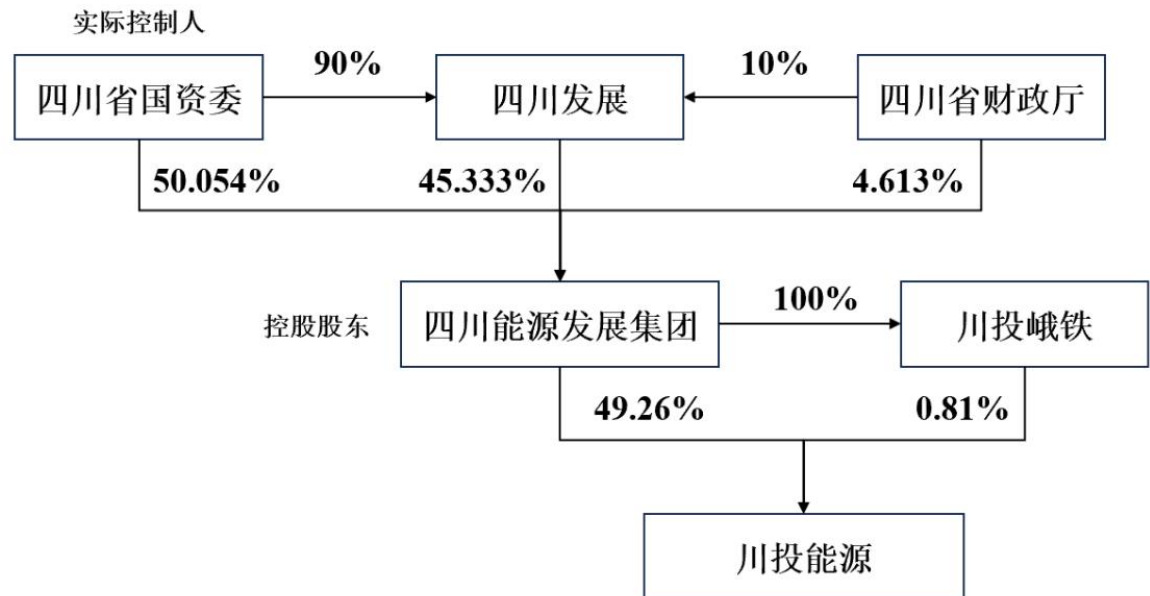 实际控制人
90%
10%
四川省国资委
四川发展
四川省财政厅
50.054%
45.333%
4.613%
控股股东
四川能源发展集团
100%
川投峨铁
49.26%
0.81%
川投能源